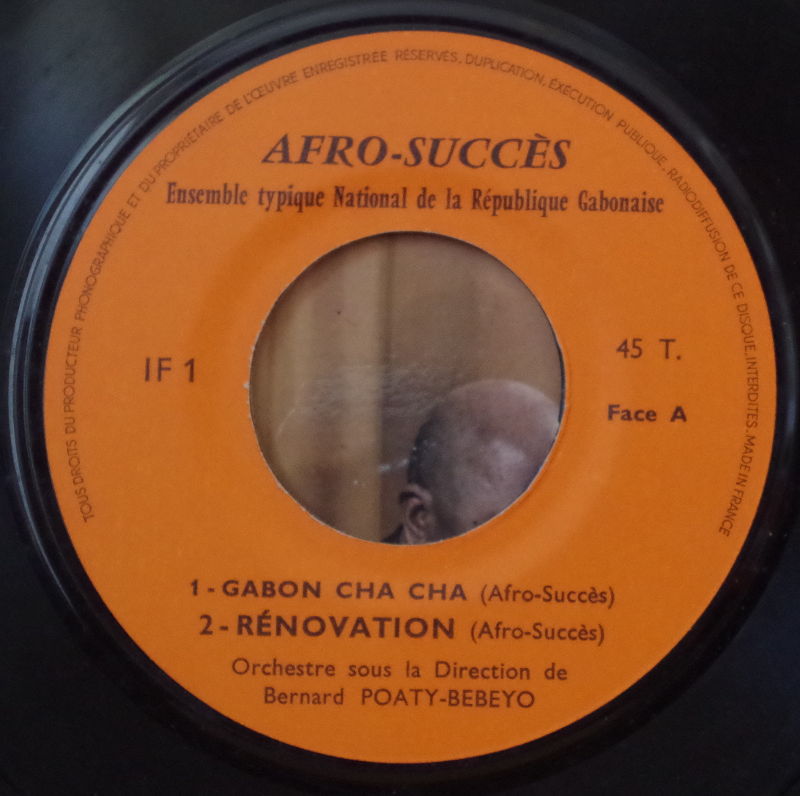 TOUS DROITS DU PRODUCTEUR PHONOGRAPHIQUE ET DU PROPRIÉTAIRE DE L'ŒUVRE ENREGISTRÉE RÉSERVÉS. DUPLICATION, EXÉCUTION PUBLIQUE, RADIODIFFUSION DE CE DISQUE, INTERDITES. MADE IN FRANCE
AFRO-SUCCÈS
Ensemble typique National de la République Gabonaise
IF 1
45 T.
Face A
1 - GABON CHA CHA (Afro-Succès)
2 - RÉNOVATION (Afro-Succès)
Orchestre sous la Direction de
Bernard POATY-BEBEYO